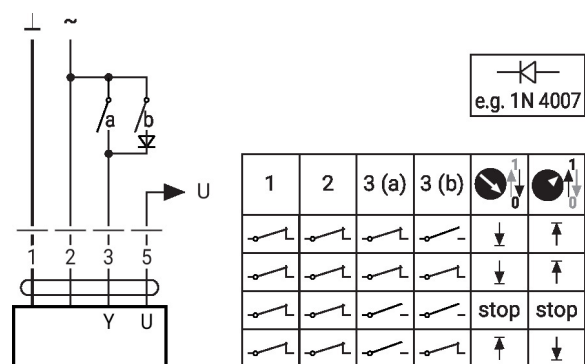 ~
a b
U
1 2 3 5
Y U
e.g. 1N 4007
1 2 3 (a) 3 (b) 1 0 1 0
stop stop